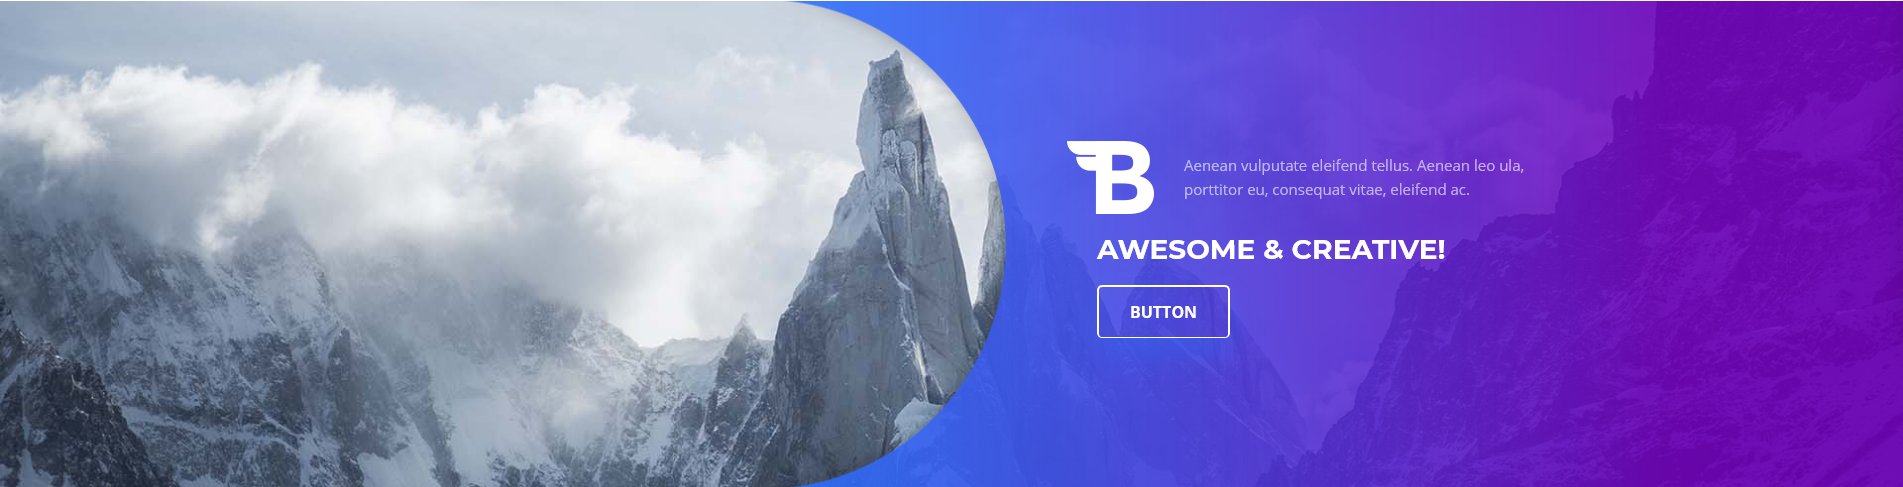 B
Aenean vulputate eleifend tellus. Aenean leo ula,
porttitor eu, consequat vitae, eleifend ac.
AWESOME & CREATIVE!
BUTTON